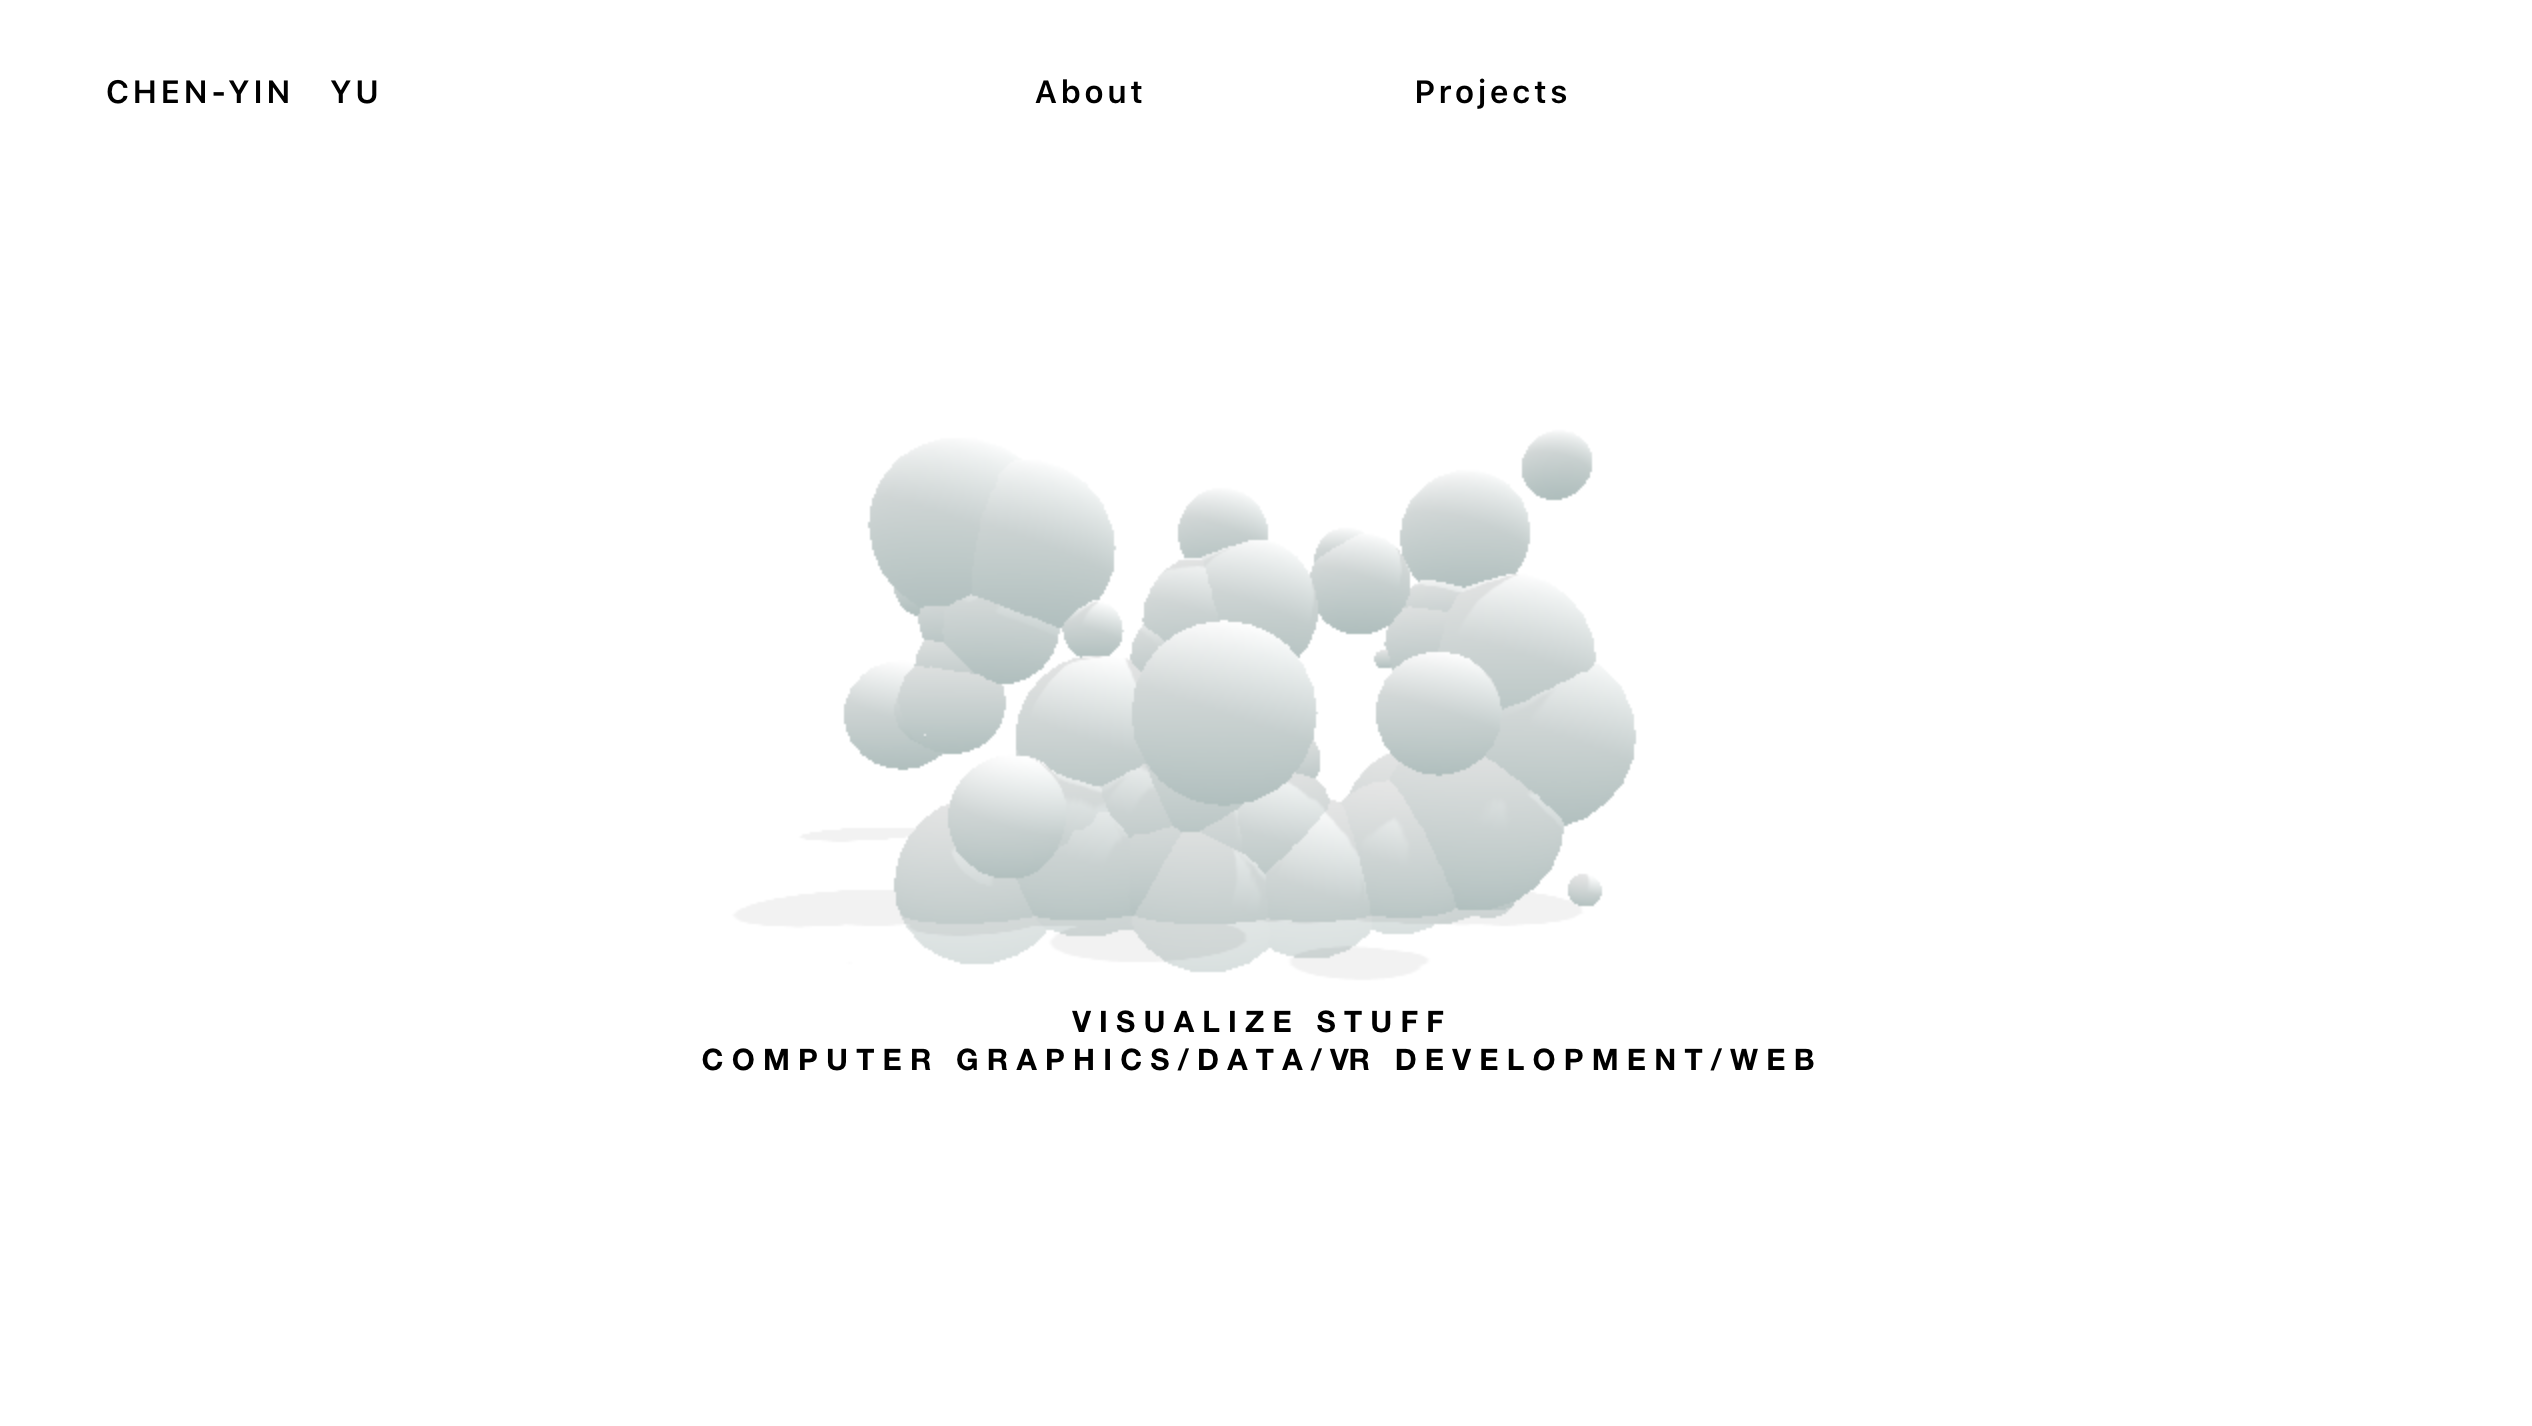 CHEN-YIN YU
About
Projects
VISUALIZE STUFF
COMPUTER GRAPHICS/DATA/VR DEVELOPMENT/WEB